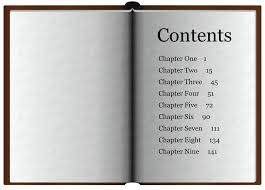 Contents
Chapter One 1
Chapter Two 15
Chapter Three 45
Chapter Four 51
Chapter Five 72
Chapter Six 90
Chapter Seven 111
Chapter Eight 134
Chapter Nine 141